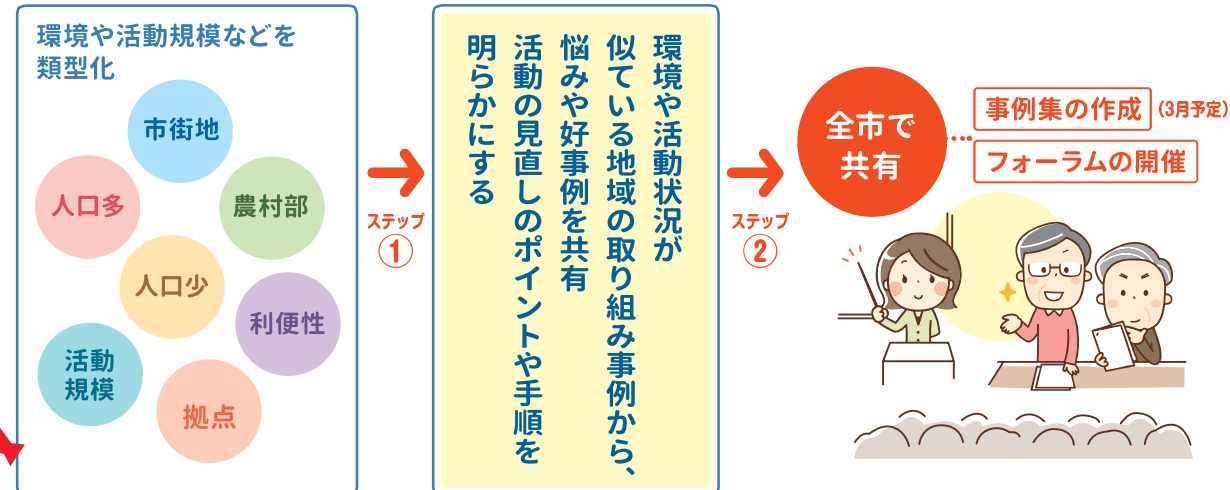 環境や活動規模などを
類型化
市街地
人口多
農村部
人口少
利便性
活動
規模
拠点
ステップ
①
環境や活動状況が
似ている地域の取り組み事例から、
悩みや好事例を共有
活動の見直しのポイントや手順を
明らかにする
ステップ
②
全市で
共有
事例集の作成(3月予定)
フォーラムの開催